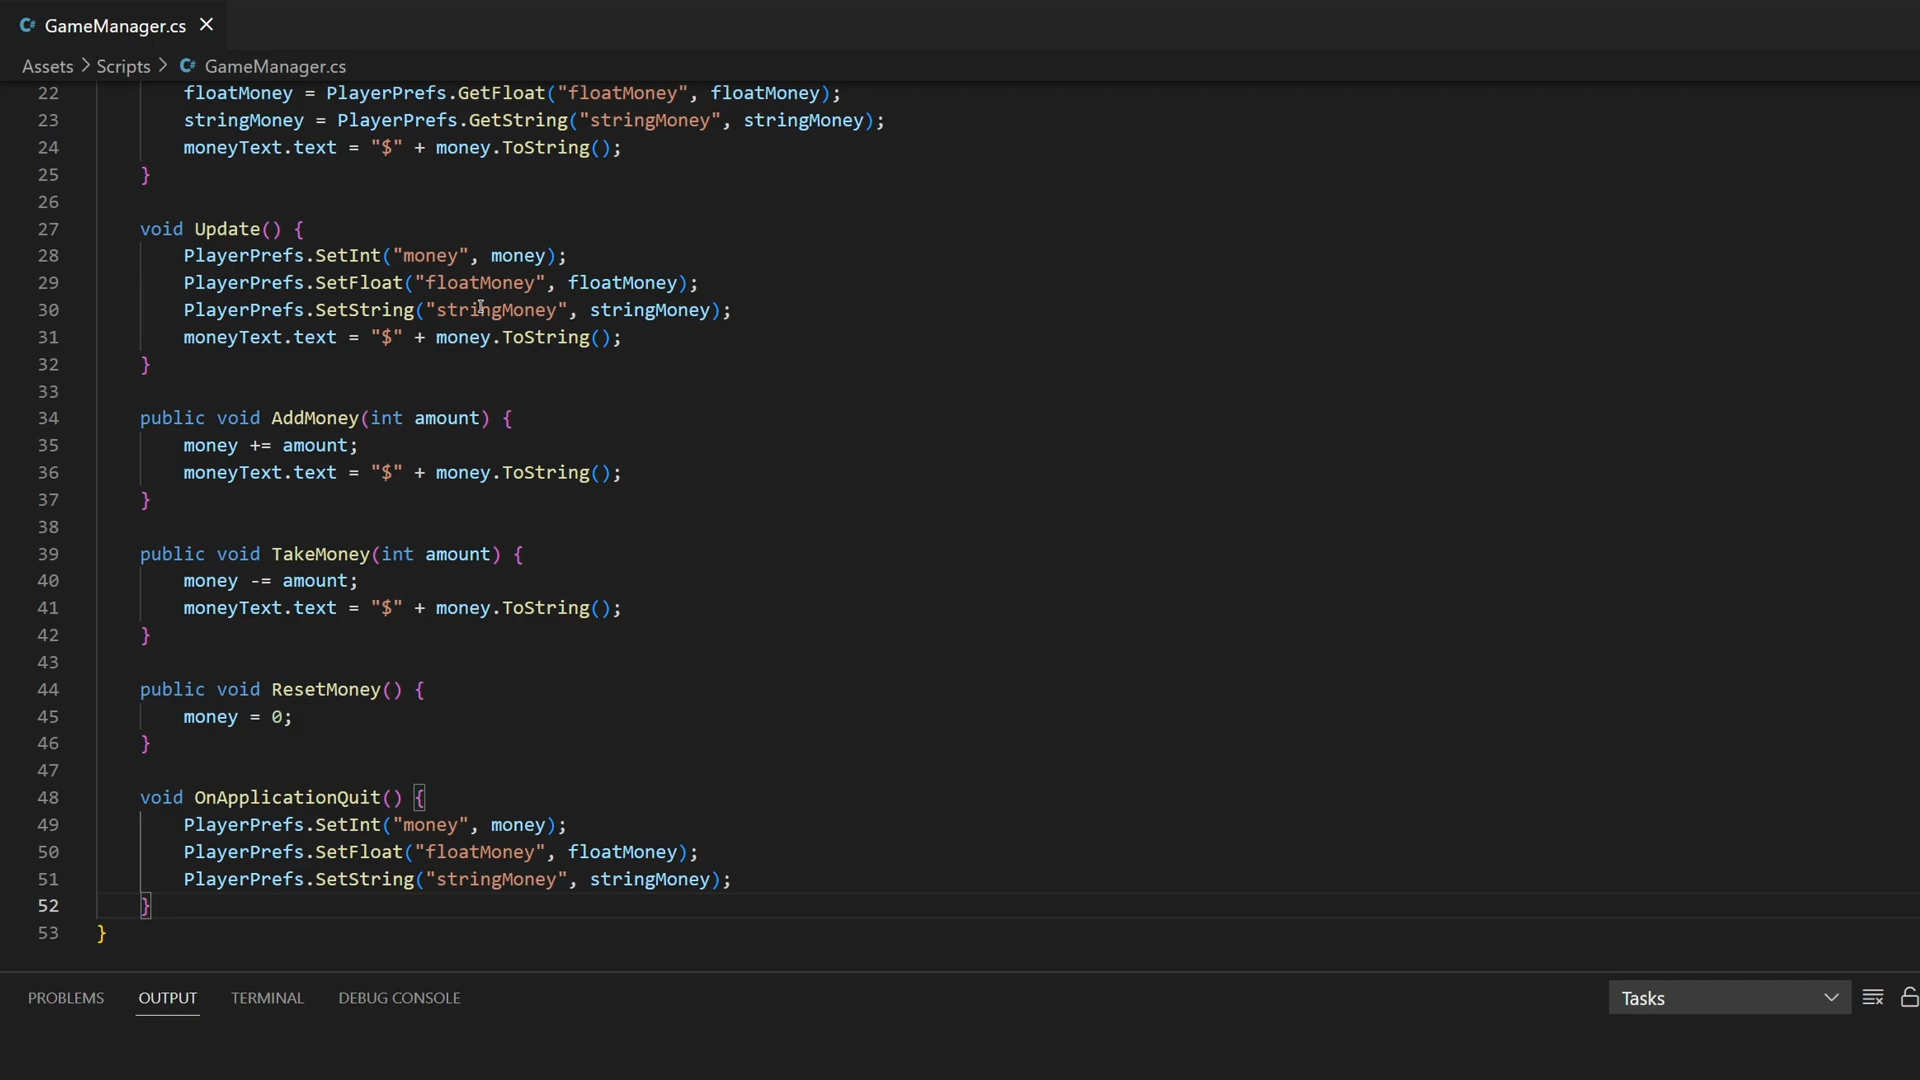 GameManager.cs
Assets > Scripts > GameManager.cs
22 floatMoney = PlayerPrefs.GetFloat("floatMoney", floatMoney);
23 stringMoney = PlayerPrefs.GetString("stringMoney", stringMoney);
24 moneyText.text = "$" + money.ToString();
25 }
26
27 void Update() {
28 PlayerPrefs.SetInt("money", money);
29 PlayerPrefs.SetFloat("floatMoney", floatMoney);
30 PlayerPrefs.SetString("stringMoney", stringMoney);
31 moneyText.text = "$" + money.ToString();
32 }
33
34 public void AddMoney(int amount) {
35 money += amount;
36 moneyText.text = "$" + money.ToString();
37 }
38
39 public void TakeMoney(int amount) {
40 money -= amount;
41 moneyText.text = "$" + money.ToString();
42 }
43
44 public void ResetMoney() {
45 money = 0;
46 }
47
48 void OnApplicationQuit() {
49 PlayerPrefs.SetInt("money", money);
50 PlayerPrefs.SetFloat("floatMoney", floatMoney);
51 PlayerPrefs.SetString("stringMoney", stringMoney);
52 }
53 }
PROBLEMS OUTPUT TERMINAL DEBUG CONSOLE Tasks